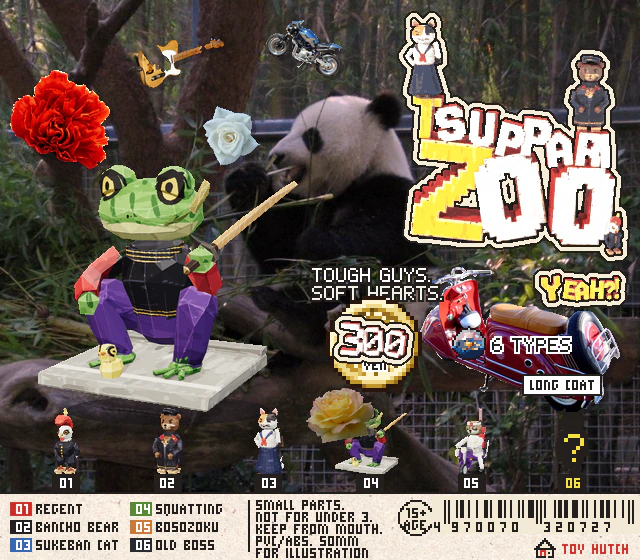 TSUPPARI
ZOO
TOUGH GUYS.
SOFT HEARTS.
YEAH?!
300
YEN
6 TYPES
LONG COAT
?
01
02
03
04
05
06
01 REGENT
02 BANCHO BEAR
03 SUKEBAN CAT
04 SQUATTING
05 BOSOZOKU
06 OLD BOSS
SMALL PARTS.
NOT FOR UNDER 3.
KEEP FROM MOUTH.
PVC/ABS. 50MM
FOR ILLUSTRATION
15+
AGE
4 970070 320727
TOY HUTCH